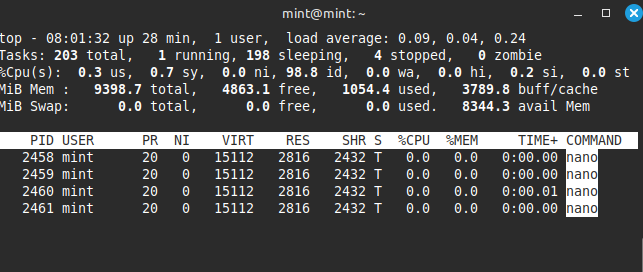 mint@mint: ~
top - 08:01:32 up 28 min,  1 user,  load average: 0.09, 0.04, 0.24
Tasks: 203 total,   1 running, 198 sleeping,   4 stopped,   0 zombie
%Cpu(s):  0.3 us,  0.7 sy,  0.0 ni, 98.8 id,  0.0 wa,  0.0 hi,  0.2 si,  0.0 st
MiB Mem :   9398.7 total,   4863.1 free,   1054.4 used,   3789.8 buff/cache
MiB Swap:      0.0 total,      0.0 free,      0.0 used.   8344.3 avail Mem
PID USER      PR  NI    VIRT    RES    SHR S  %CPU  %MEM     TIME+ COMMAND
2458 mint      20   0   15112   2816   2432 T   0.0   0.0   0:00.00 nano
2459 mint      20   0   15112   2816   2432 T   0.0   0.0   0:00.00 nano
2460 mint      20   0   15112   2816   2432 T   0.0   0.0   0:00.01 nano
2461 mint      20   0   15112   2816   2432 T   0.0   0.0   0:00.00 nano